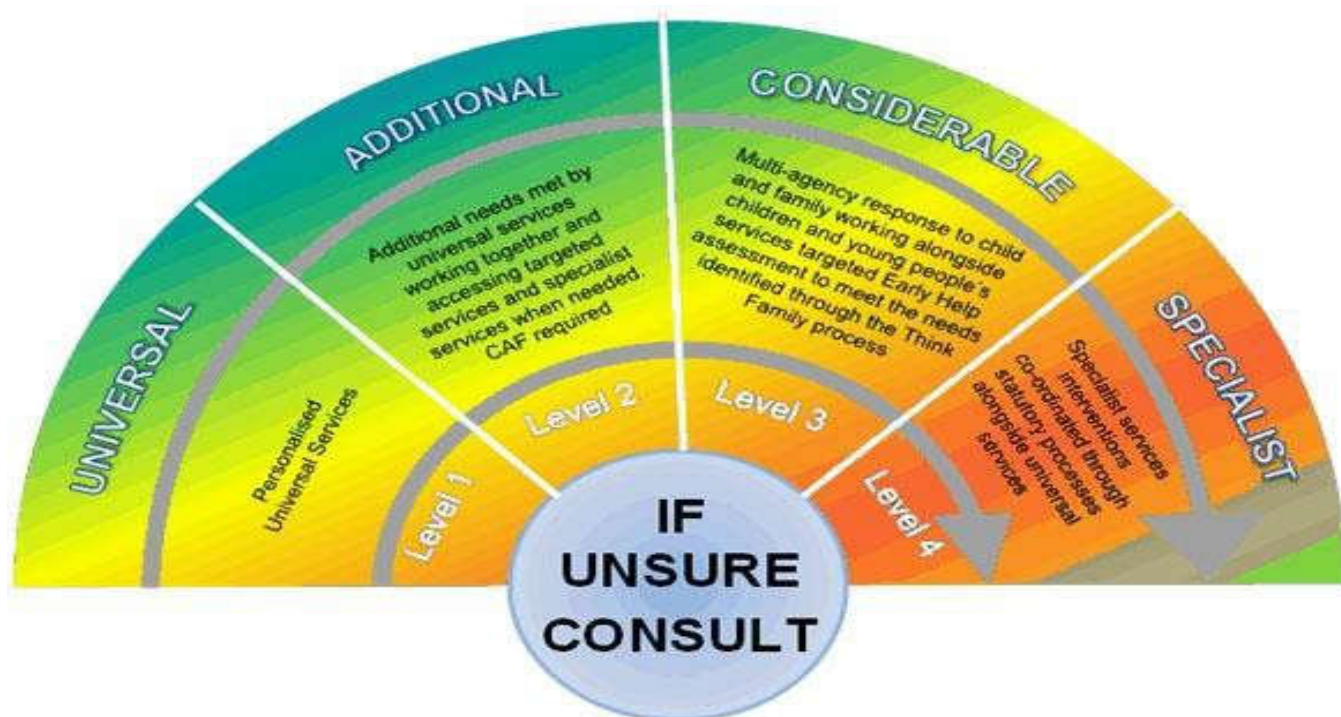 UNIVERSAL
Personalised
Universal Services
Level 1
ADDITIONAL
Additional needs met by
universal services
working together and
accessing targeted
services and specialist
services when needed
CAF required
Level 2
CONSIDERABLE
Multi-agency response to child
and family working alongside
children and young people's
services targeted Early Help
assessment to meet the needs
identified through the Think
Family process
Level 3
SPECIALIST
Specialist services
interventions
co-ordinated through
statutory processes
alongside universal
services
Level 4
IF
UNSURE
CONSULT